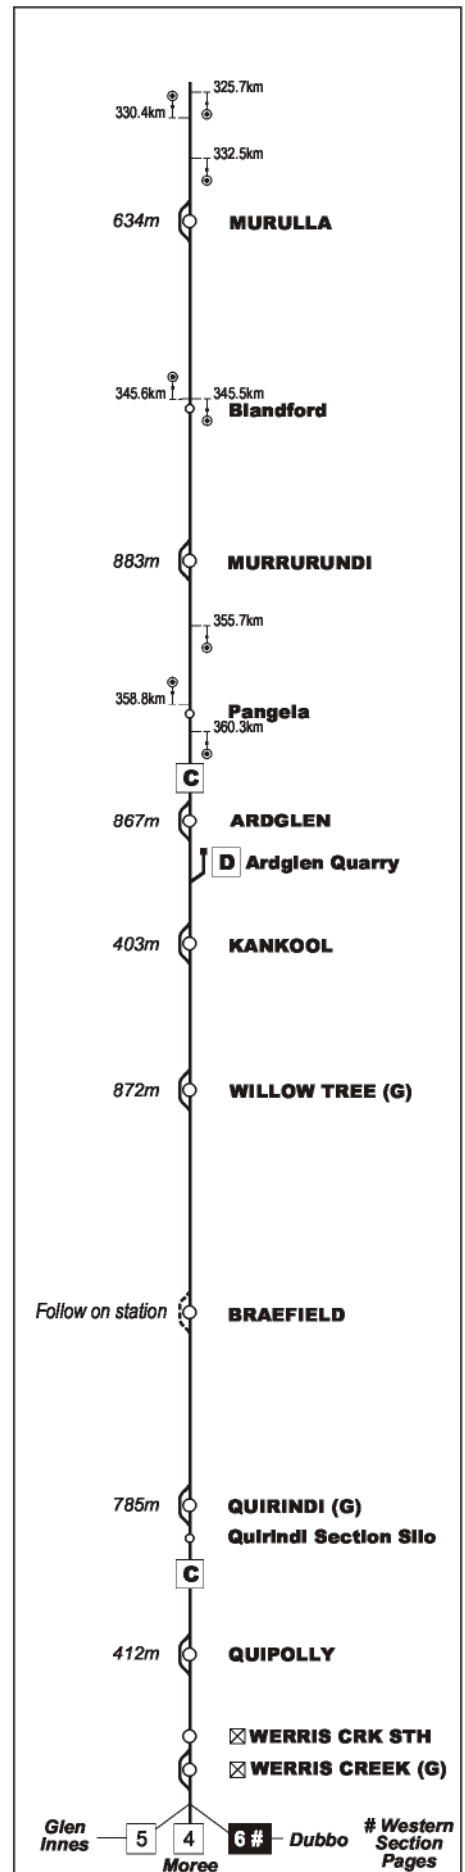 325.7km
330.4km
332.5km
634m MURULLA
345.6km 345.5km
Blandford
883m MURRURUNDI
355.7km
358.8km
Pangela
360.3km
C
867m ARDGLEN
D Ardglen Quarry
403m KANKOOL
872m WILLOW TREE (G)
Follow on station BRAEFIELD
785m QUIRINDI (G)
Quirindi Section Silo
C
412m QUIPOLLY
WERRIS CRK STH
WERRIS CREEK (G)
Glen
Innes
5 4 6 # Dubbo
Moree
# Western
Section
Pages